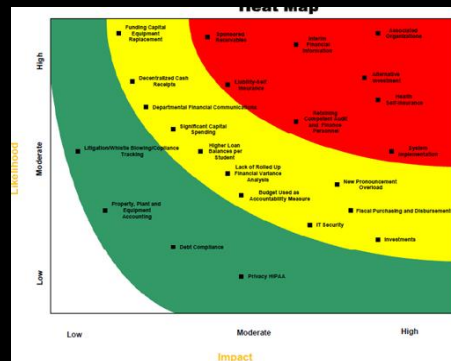 Heat Map
Funding Capital
Equipment
Replacement
Receivables
Interim
Financial
Information
Associated
Organizations
Decentralized Cash
Receipts
Liability-Self
Insurance
Alternative
Investment
Health
Self-Insurance
Departmental Financial Communications
Significant Capital
Spending
Retaining
Competent Audit
and Finance
Personnel
Litigation/Whistle Blowing/Compliance
Tracking
Higher Loan
Balances per
Student
System
Implementation
Lack of Rolled Up
Financial Variance
Analysis
New Pronouncement
Overload
Budget Used as
Accountability Measure
Property, Plant and
Equipment
Accounting
Fiscal Purchasing and Disbursement
IT Security
Investments
Debt Compliance
Privacy HIPAA
High
Moderate
Low
Likelihood
Low
Moderate
High
Impact